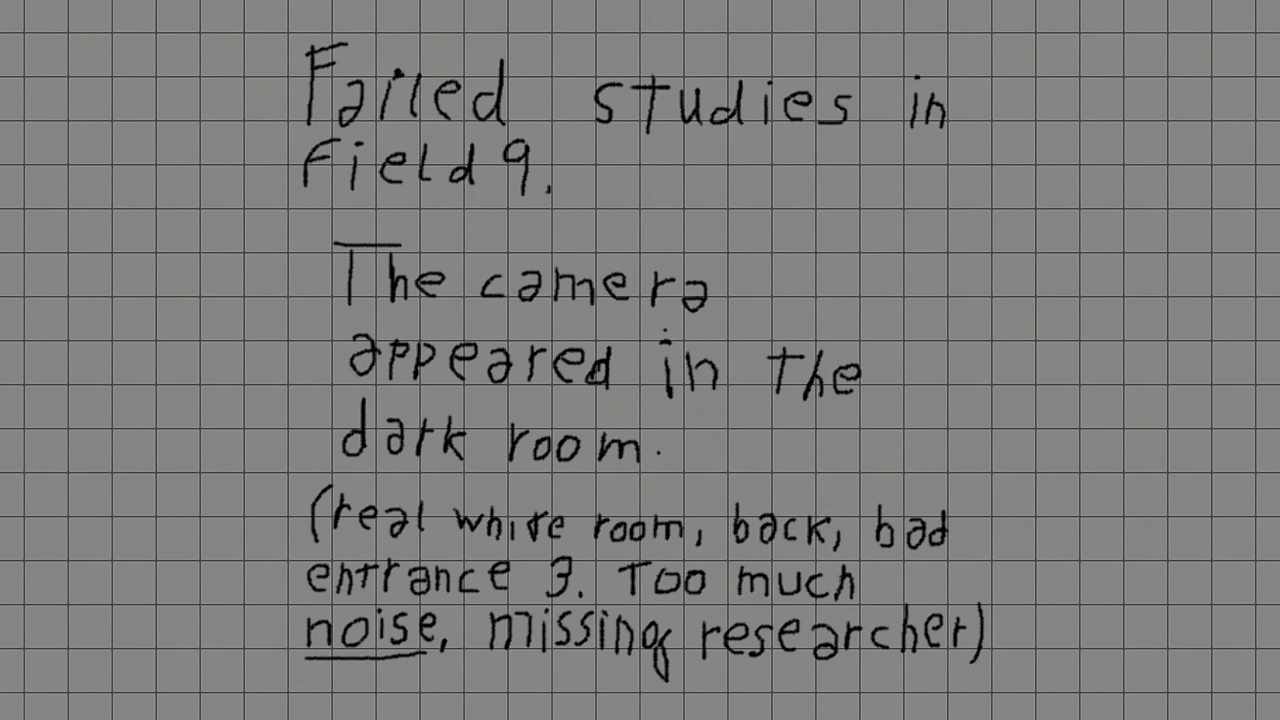 Failed studies in
Field 9.
The camera
appeared in the
dark room.
(real white room, back, bad
entrance 3. Too much
noise, missing researcher)